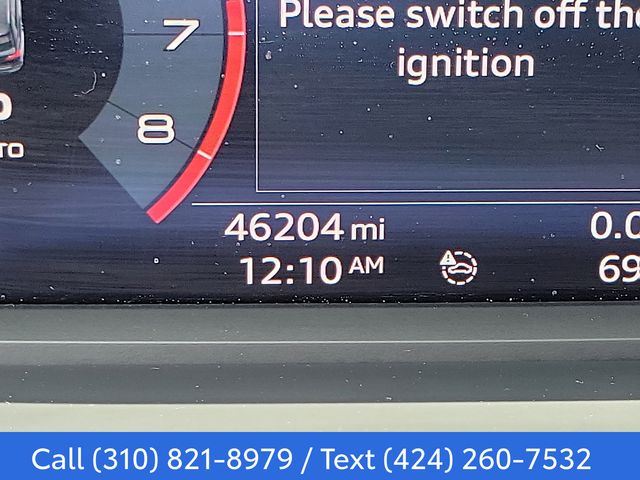 7
Please switch off the
ignition
8
46204 mi
12:10 AM
Call (310) 821-8979 / Text (424) 260-7532